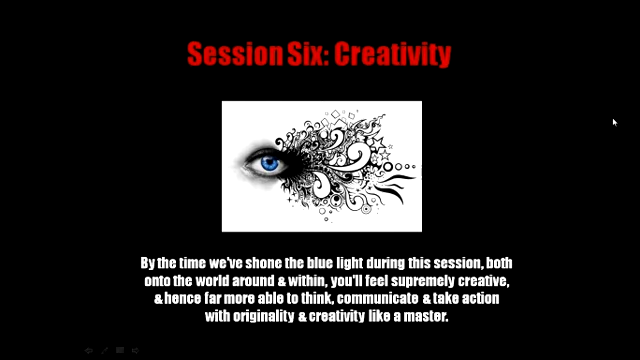 Session Six: Creativity
By the time we've shone the blue light during this session, both
onto the world around & within, you'll feel supremely creative,
& hence far more able to think, communicate & take action
with originality & creativity like a master.